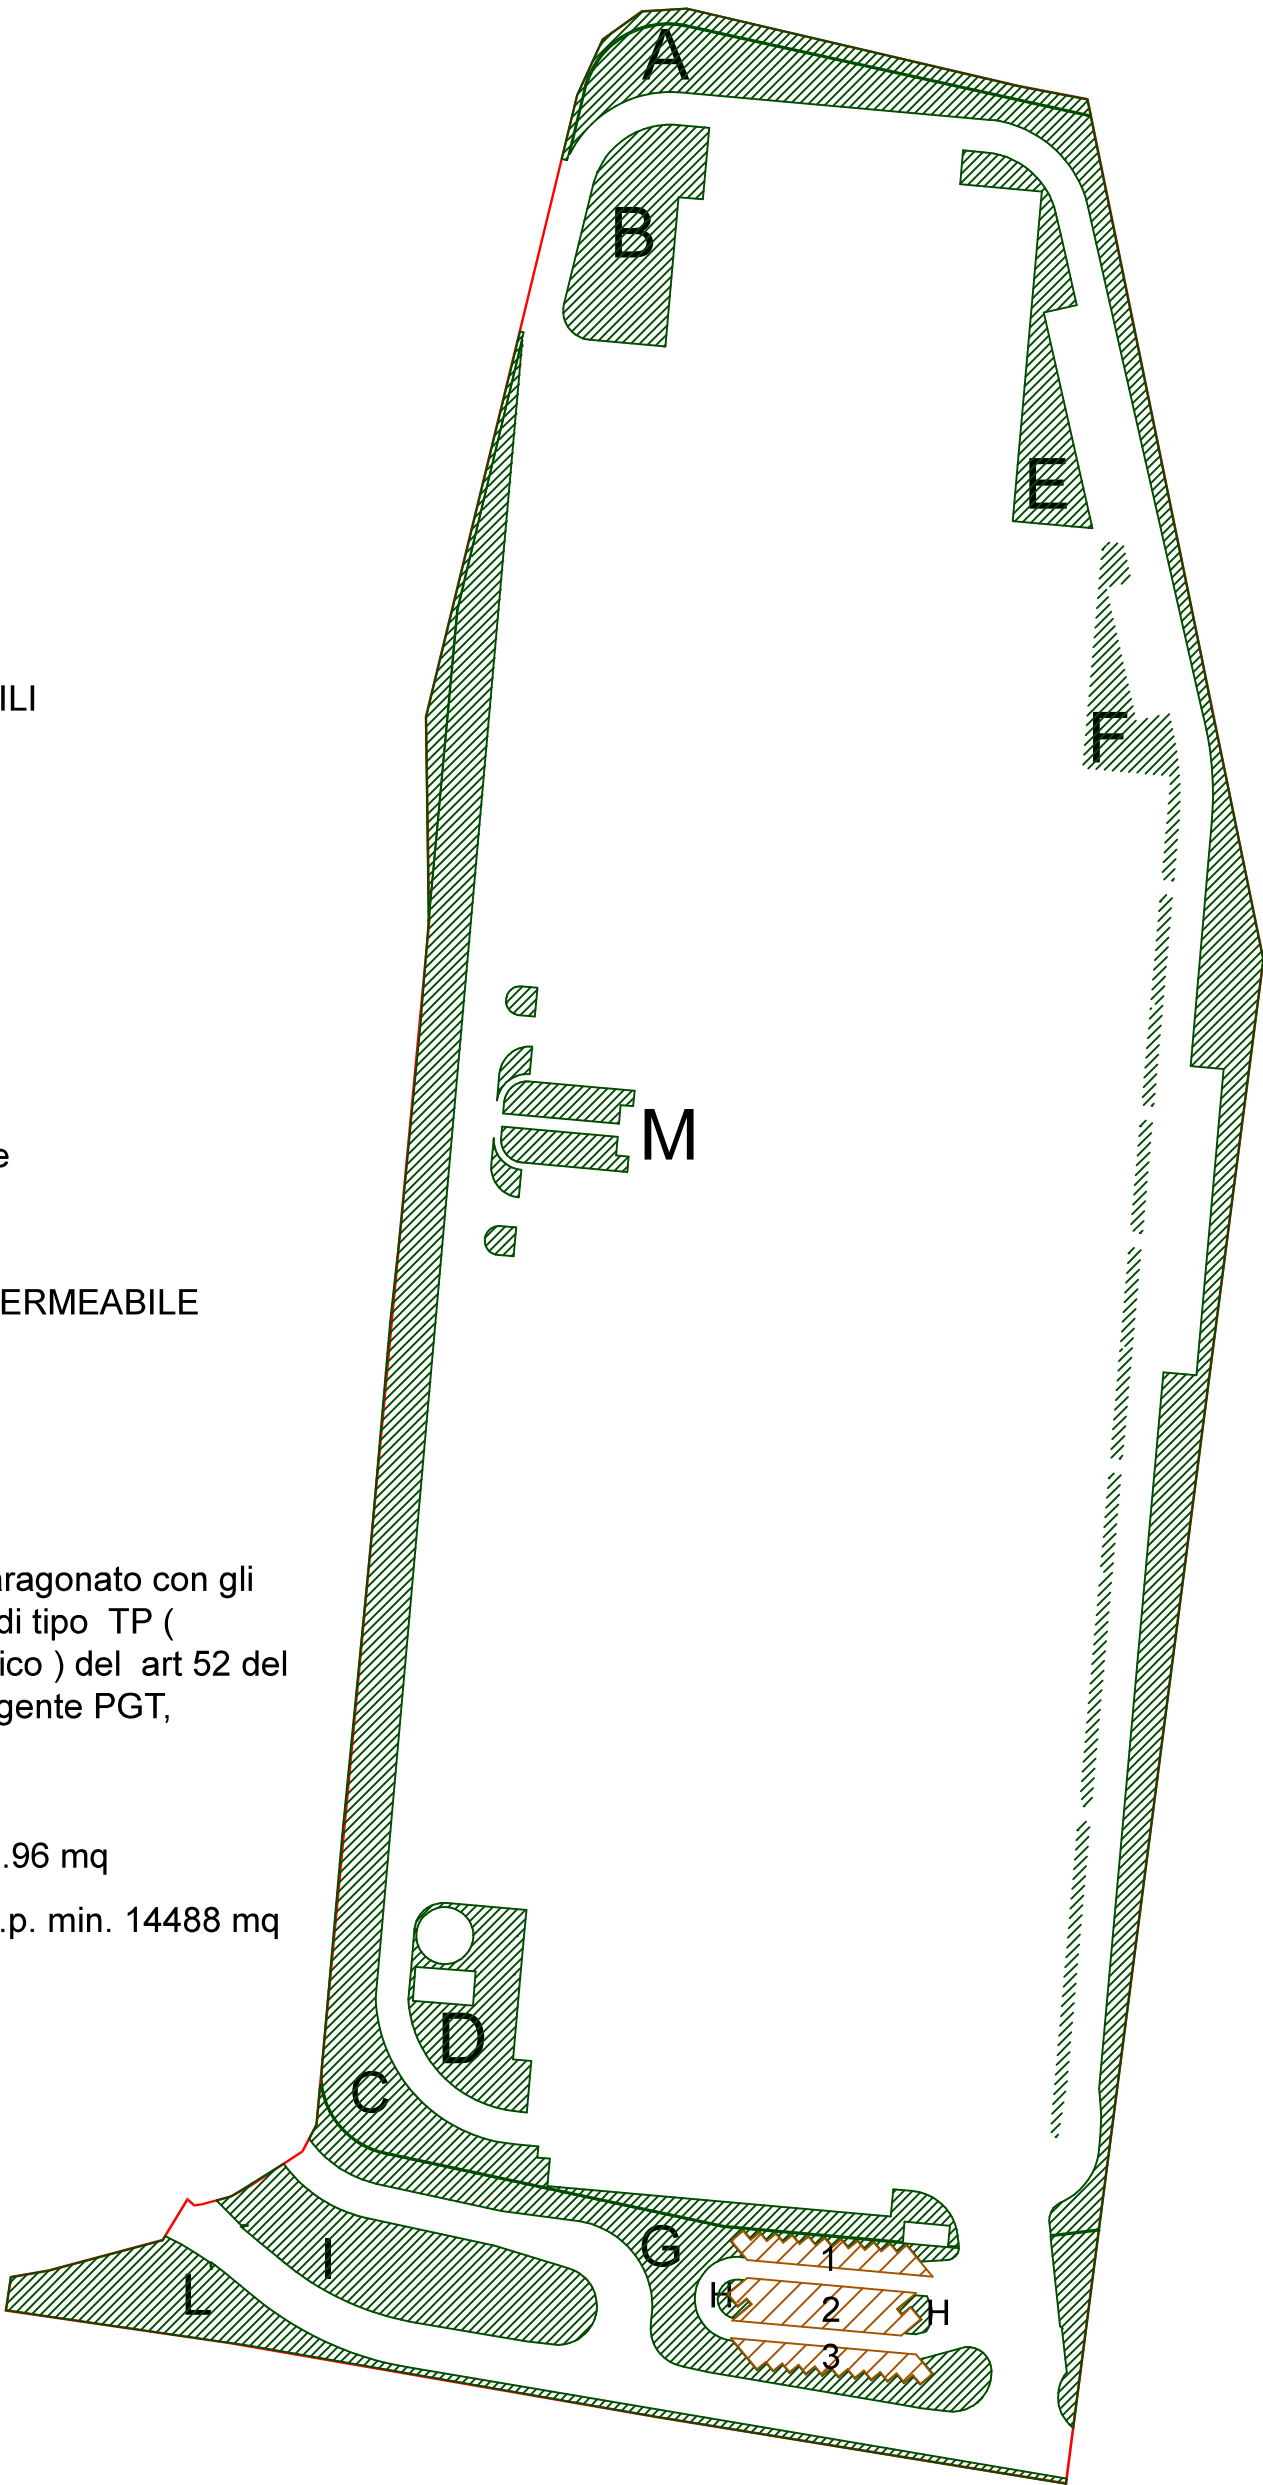 A
B
E
ILI
F
M
e
ERMEABILE
aragonato con gli
di tipo TP (
ico ) del art 52 del
gente PGT,
.96 mq
.p. min. 14488 mq
D
C
G
I
1
L
H
2
H
3